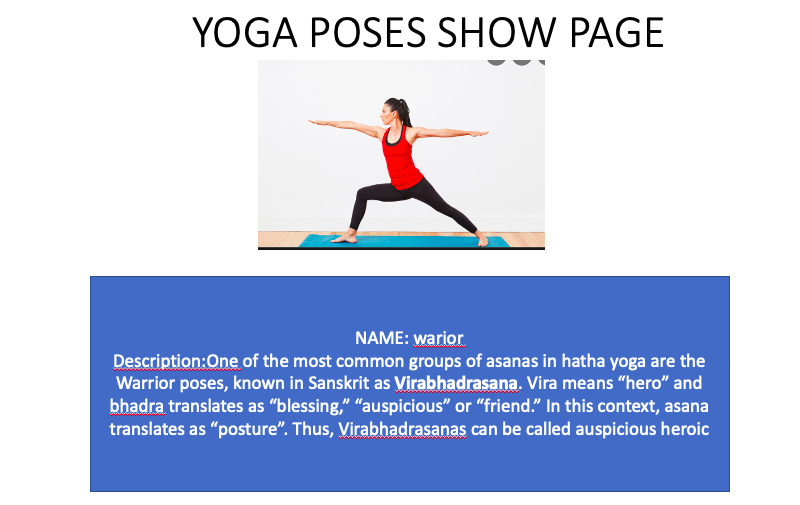 YOGA POSES SHOW PAGE
NAME: warior
Description:One of the most common groups of asanas in hatha yoga are the
Warrior poses, known in Sanskrit as Virabhadrasana. Vira means “hero” and
bhadra translates as “blessing,” “auspicious” or “friend.” In this context, asana
translates as “posture”. Thus, Virabhadrasanas can be called auspicious heroic